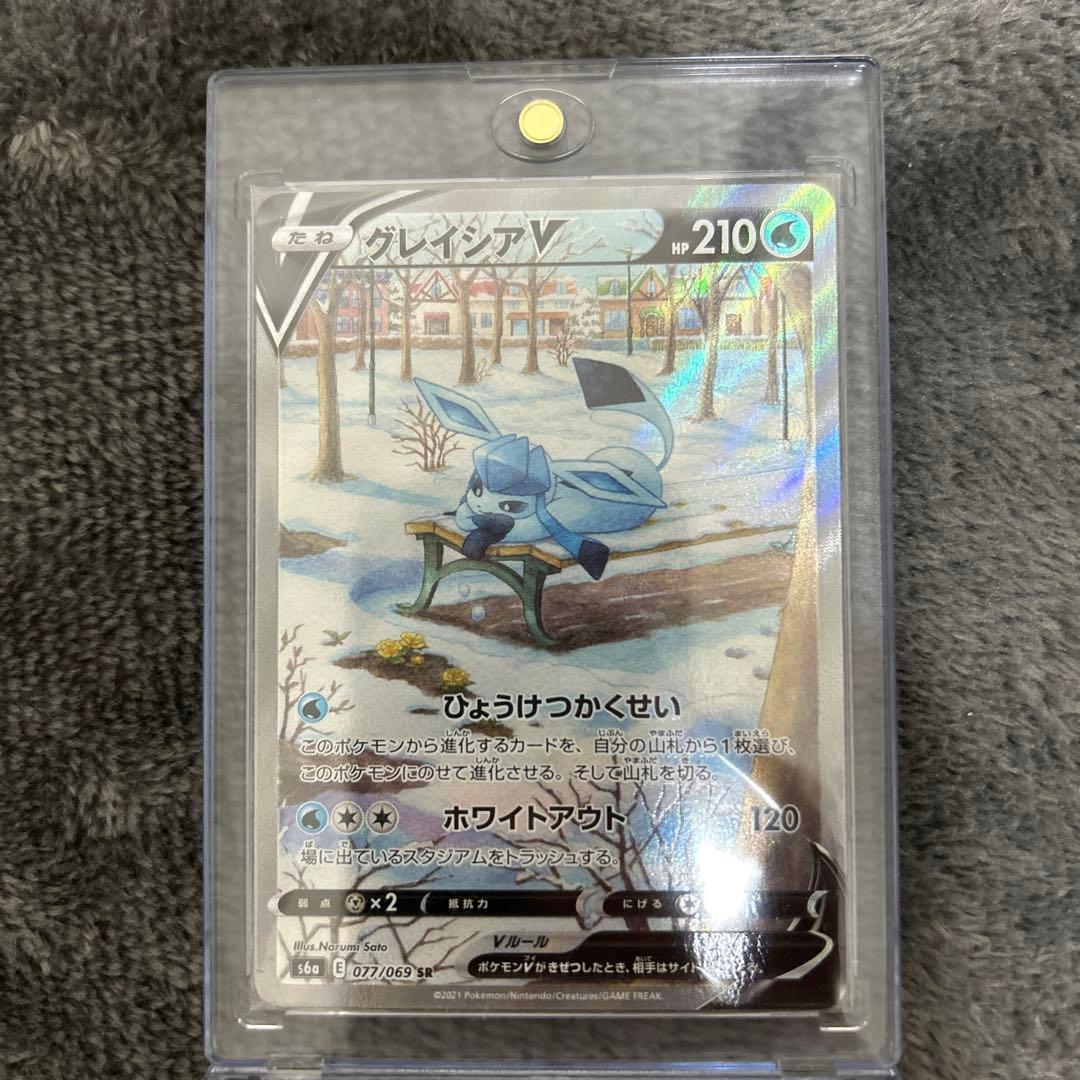 たね グレイシアV HP 210
ひょうけつかくせい
このポケモンから進化するカードを、自分の山札から1枚選び、
このポケモンにのせて進化させる。そして山札を切る。
ホワイトアウト 120
場に出ているスタジアムをトラッシュする。
弱点 ×2 抵抗力 にげる
Illus.Narumi Sato
Vルール
s6a E 077/069 SR
ポケモンVがきぜつしたとき、相手はサイド
©2021 Pokémon/Nintendo/Creatures/GAME FREAK.